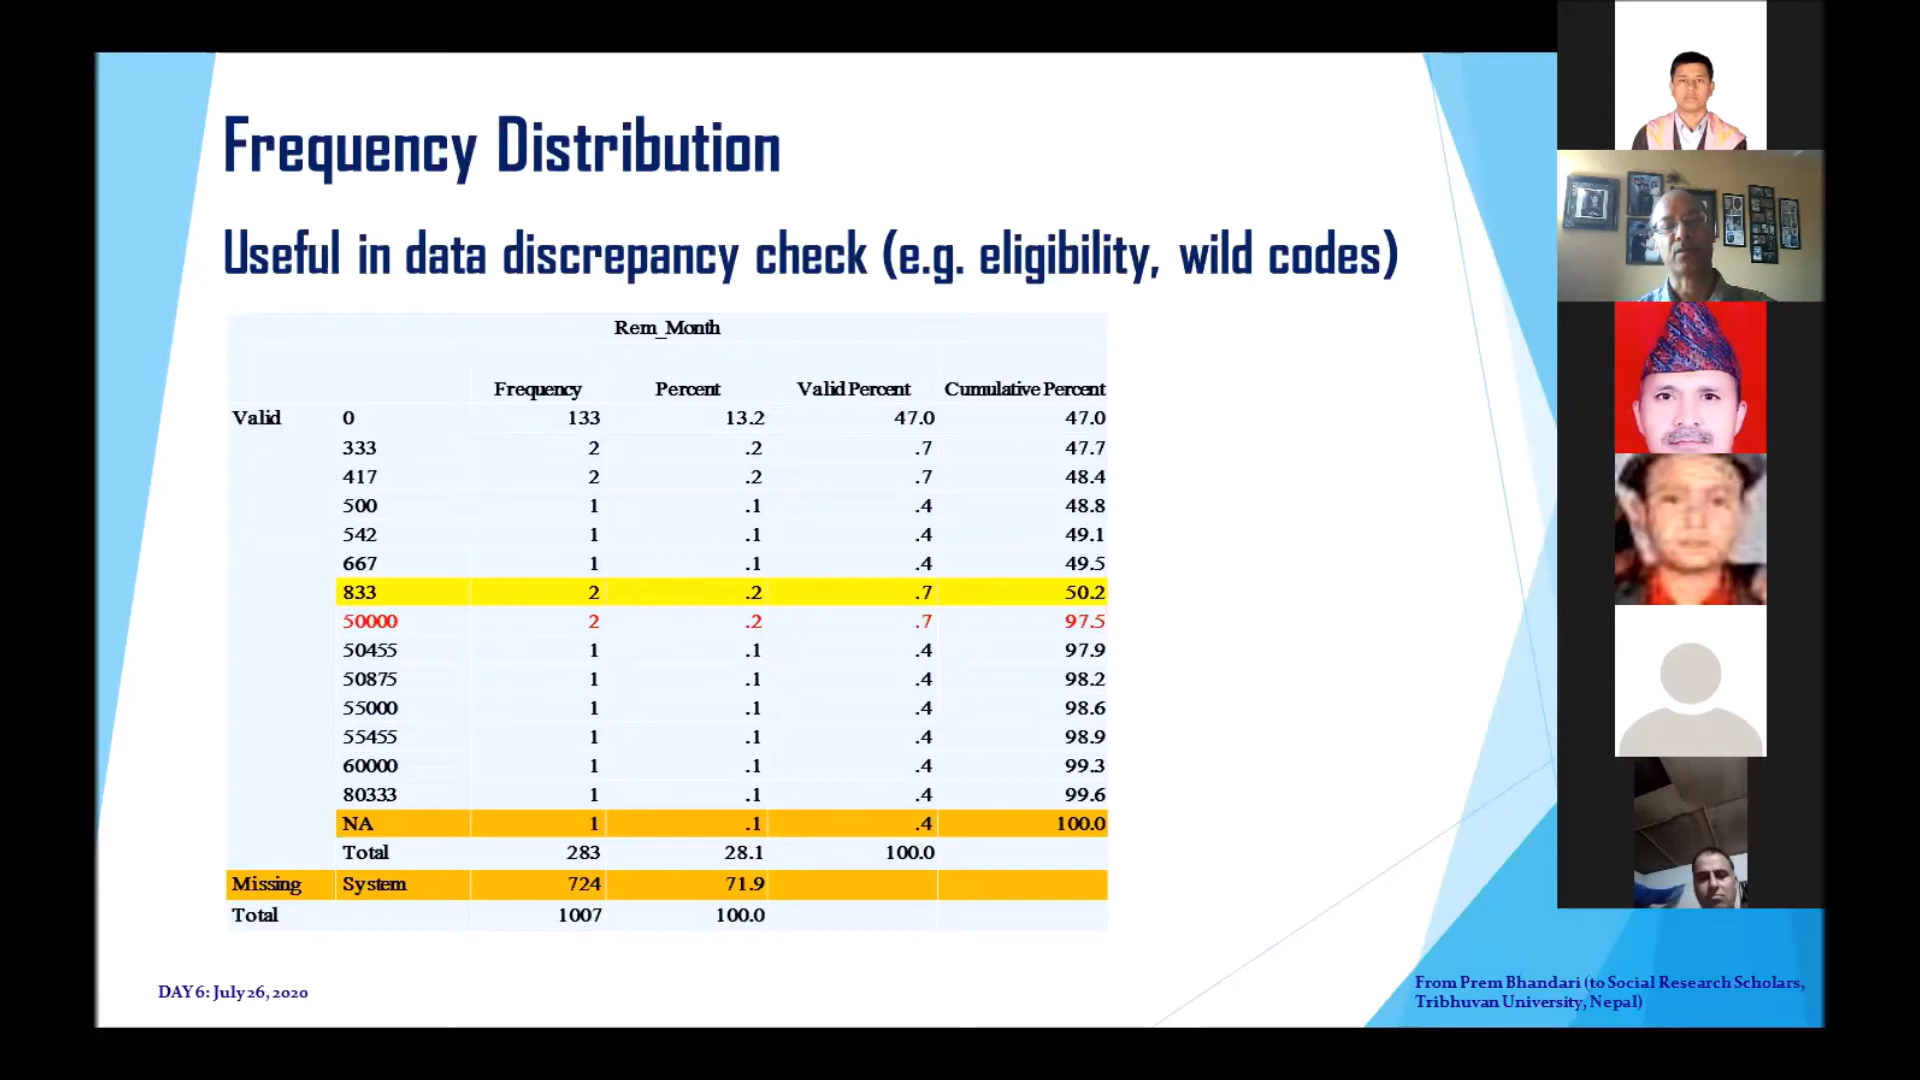 Frequency Distribution
Useful in data discrepancy check (e.g. eligibility, wild codes)
Rem_Month
Frequency Percent Valid Percent Cumulative Percent
Valid 0 133 13.2 47.0 47.0
333 2 .2 .7 47.7
417 2 .2 .7 48.4
500 1 .1 .4 48.8
542 1 .1 .4 49.1
667 1 .1 .4 49.5
833 2 .2 .7 50.2
50000 2 .2 .7 97.5
50455 1 .1 .4 97.9
50875 1 .1 .4 98.2
55000 1 .1 .4 98.6
55455 1 .1 .4 98.9
60000 1 .1 .4 99.3
80333 1 .1 .4 99.6
NA 1 .1 .4 100.0
Total 283 28.1 100.0
Missing System 724 71.9
Total 1007 100.0
DAY 6: July 26, 2020
From Prem Bhandari (to Social Research Scholars,
Tribhuvan University, Nepal)